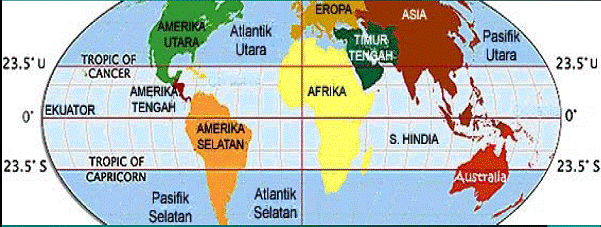 EROPA
ASIA
AMERIKA
UTARA
Atlantik
Utara
TIMUR
TENGAH
Pasifik
Utara
23.5° U
TROPIC OF
CANCER
23.5° U
AMERIKA
TENGAH
AFRIKA
0°
EKUATOR
0°
AMERIKA
SELATAN
S. HINDIA
23.5° S
TROPIC OF
CAPRICORN
23.5° S
Australia
Pasifik
Selatan
Atlantik
Selatan